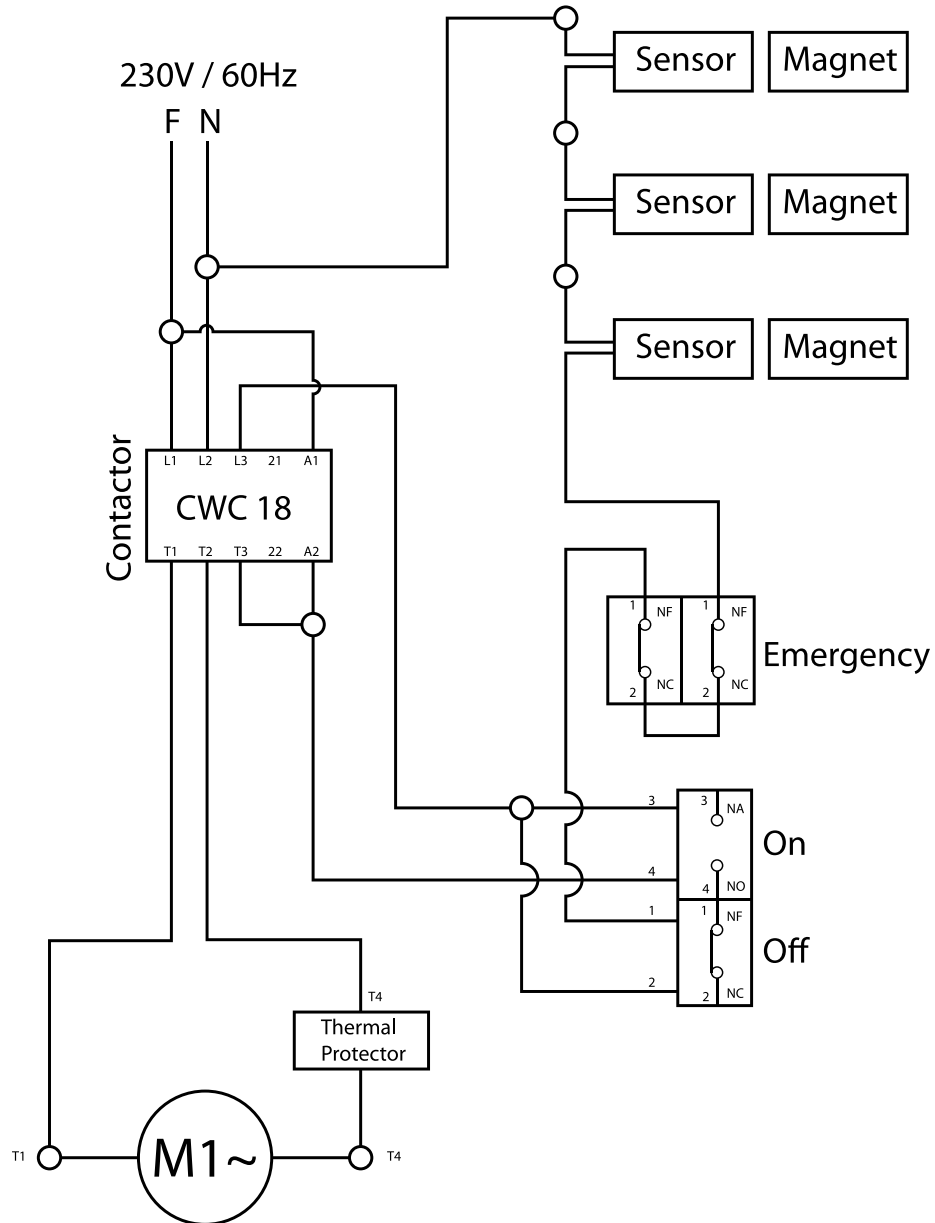 230V / 60Hz
F N
Sensor Magnet
Sensor Magnet
Sensor Magnet
Contactor
L1 L2 L3 21 A1
CWC 18
T1 T2 T3 22 A2
1 NF 1 NF
2 NC 2 NC
Emergency
3 3 NA
4 4 NO
On
1 1 NF
2 2 NC
Off
T4
Thermal
Protector
T1 M1~ T4